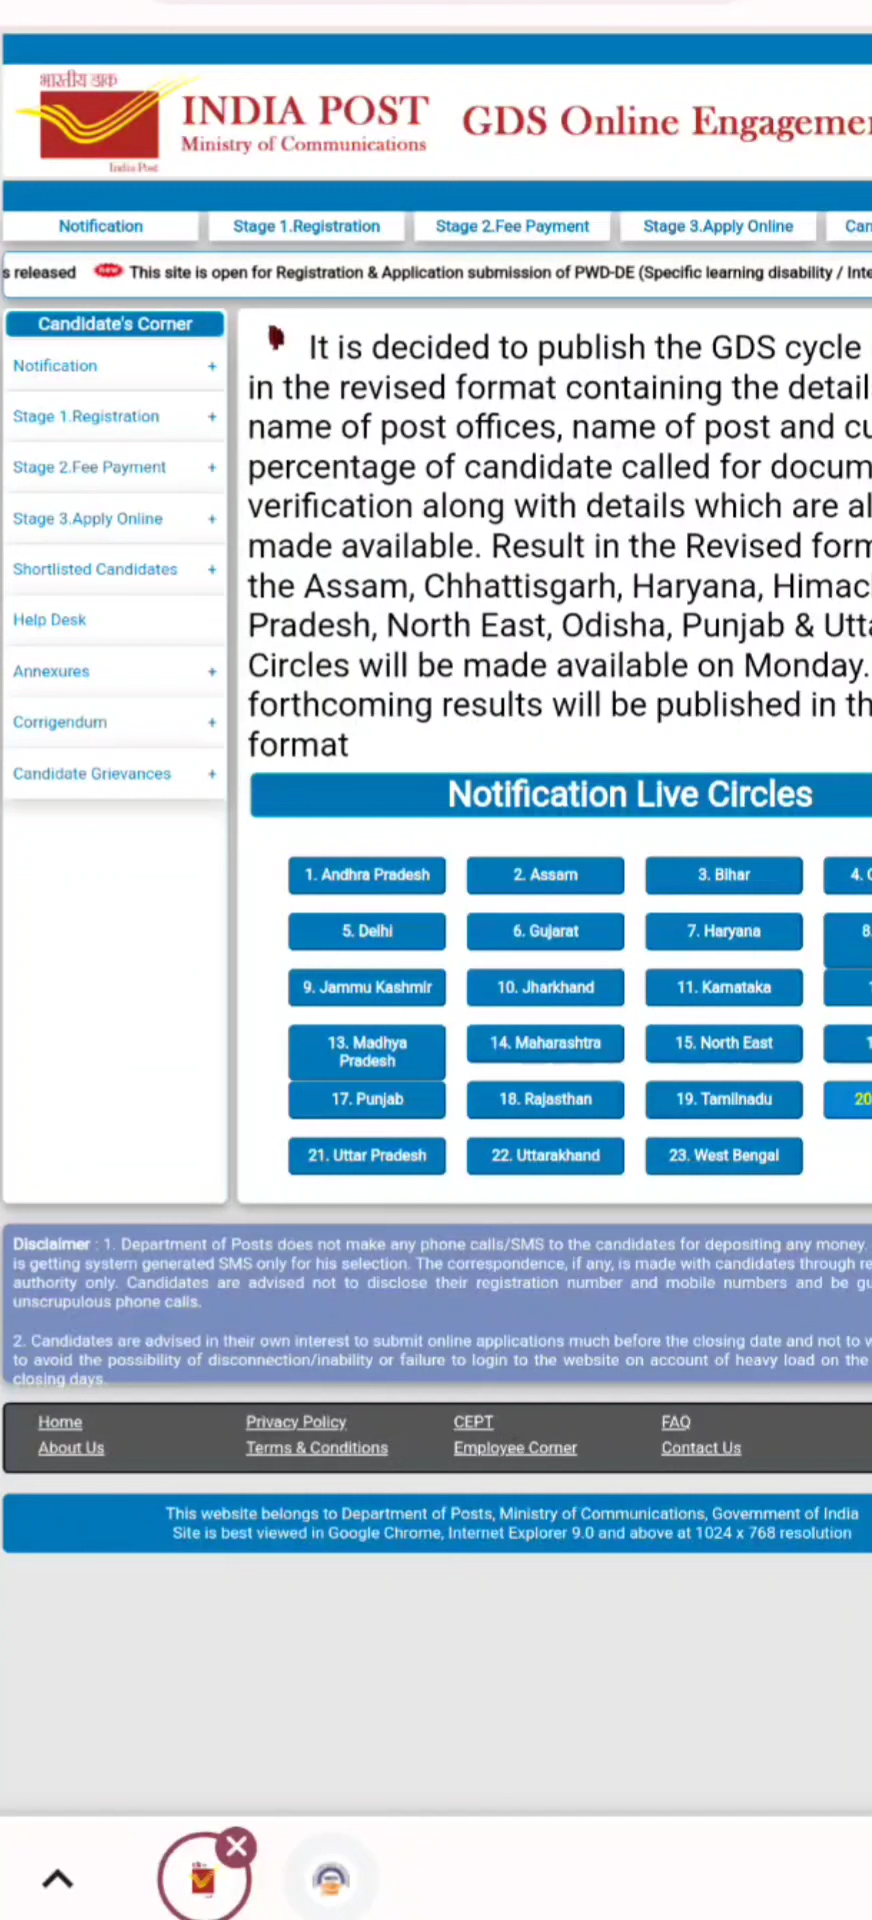 भारतीय डाक
INDIA POST
Ministry of Communications
India Post
GDS Online Engagemen
Notification
Stage 1.Registration
Stage 2.Fee Payment
Stage 3.Apply Online
Can
s released
new
This site is open for Registration & Application submission of PWD-DE (Specific learning disability / Inte
Candidate's Corner
Notification +
Stage 1.Registration +
Stage 2.Fee Payment +
Stage 3.Apply Online +
Shortlisted Candidates +
Help Desk
Annexures +
Corrigendum +
Candidate Grievances +
It is decided to publish the GDS cycle
in the revised format containing the detail
name of post offices, name of post and cu
percentage of candidate called for docum
verification along with details which are al
made available. Result in the Revised form
the Assam, Chhattisgarh, Haryana, Himac
Pradesh, North East, Odisha, Punjab & Utta
Circles will be made available on Monday.
forthcoming results will be published in th
format
Notification Live Circles
1. Andhra Pradesh
2. Assam
3. Bihar
4. C
5. Delhi
6. Gujarat
7. Haryana
8.
9. Jammu Kashmir
10. Jharkhand
11. Karnataka
1
13. Madhya
Pradesh
14. Maharashtra
15. North East
1
17. Punjab
18. Rajasthan
19. Tamilnadu
20
21. Uttar Pradesh
22. Uttarakhand
23. West Bengal
Disclaimer : 1. Department of Posts does not make any phone calls/SMS to the candidates for depositing any money.
is getting system generated SMS only for his selection. The correspondence, if any, is made with candidates through re
authority only. Candidates are advised not to disclose their registration number and mobile numbers and be gu
unscrupulous phone calls.
2. Candidates are advised in their own interest to submit online applications much before the closing date and not to w
to avoid the possibility of disconnection/inability or failure to login to the website on account of heavy load on the
closing days.
Home
Privacy Policy
CEPT
FAQ
About Us
Terms & Conditions
Employee Corner
Contact Us
This website belongs to Department of Posts, Ministry of Communications, Government of India
Site is best viewed in Google Chrome, Internet Explorer 9.0 and above at 1024 x 768 resolution